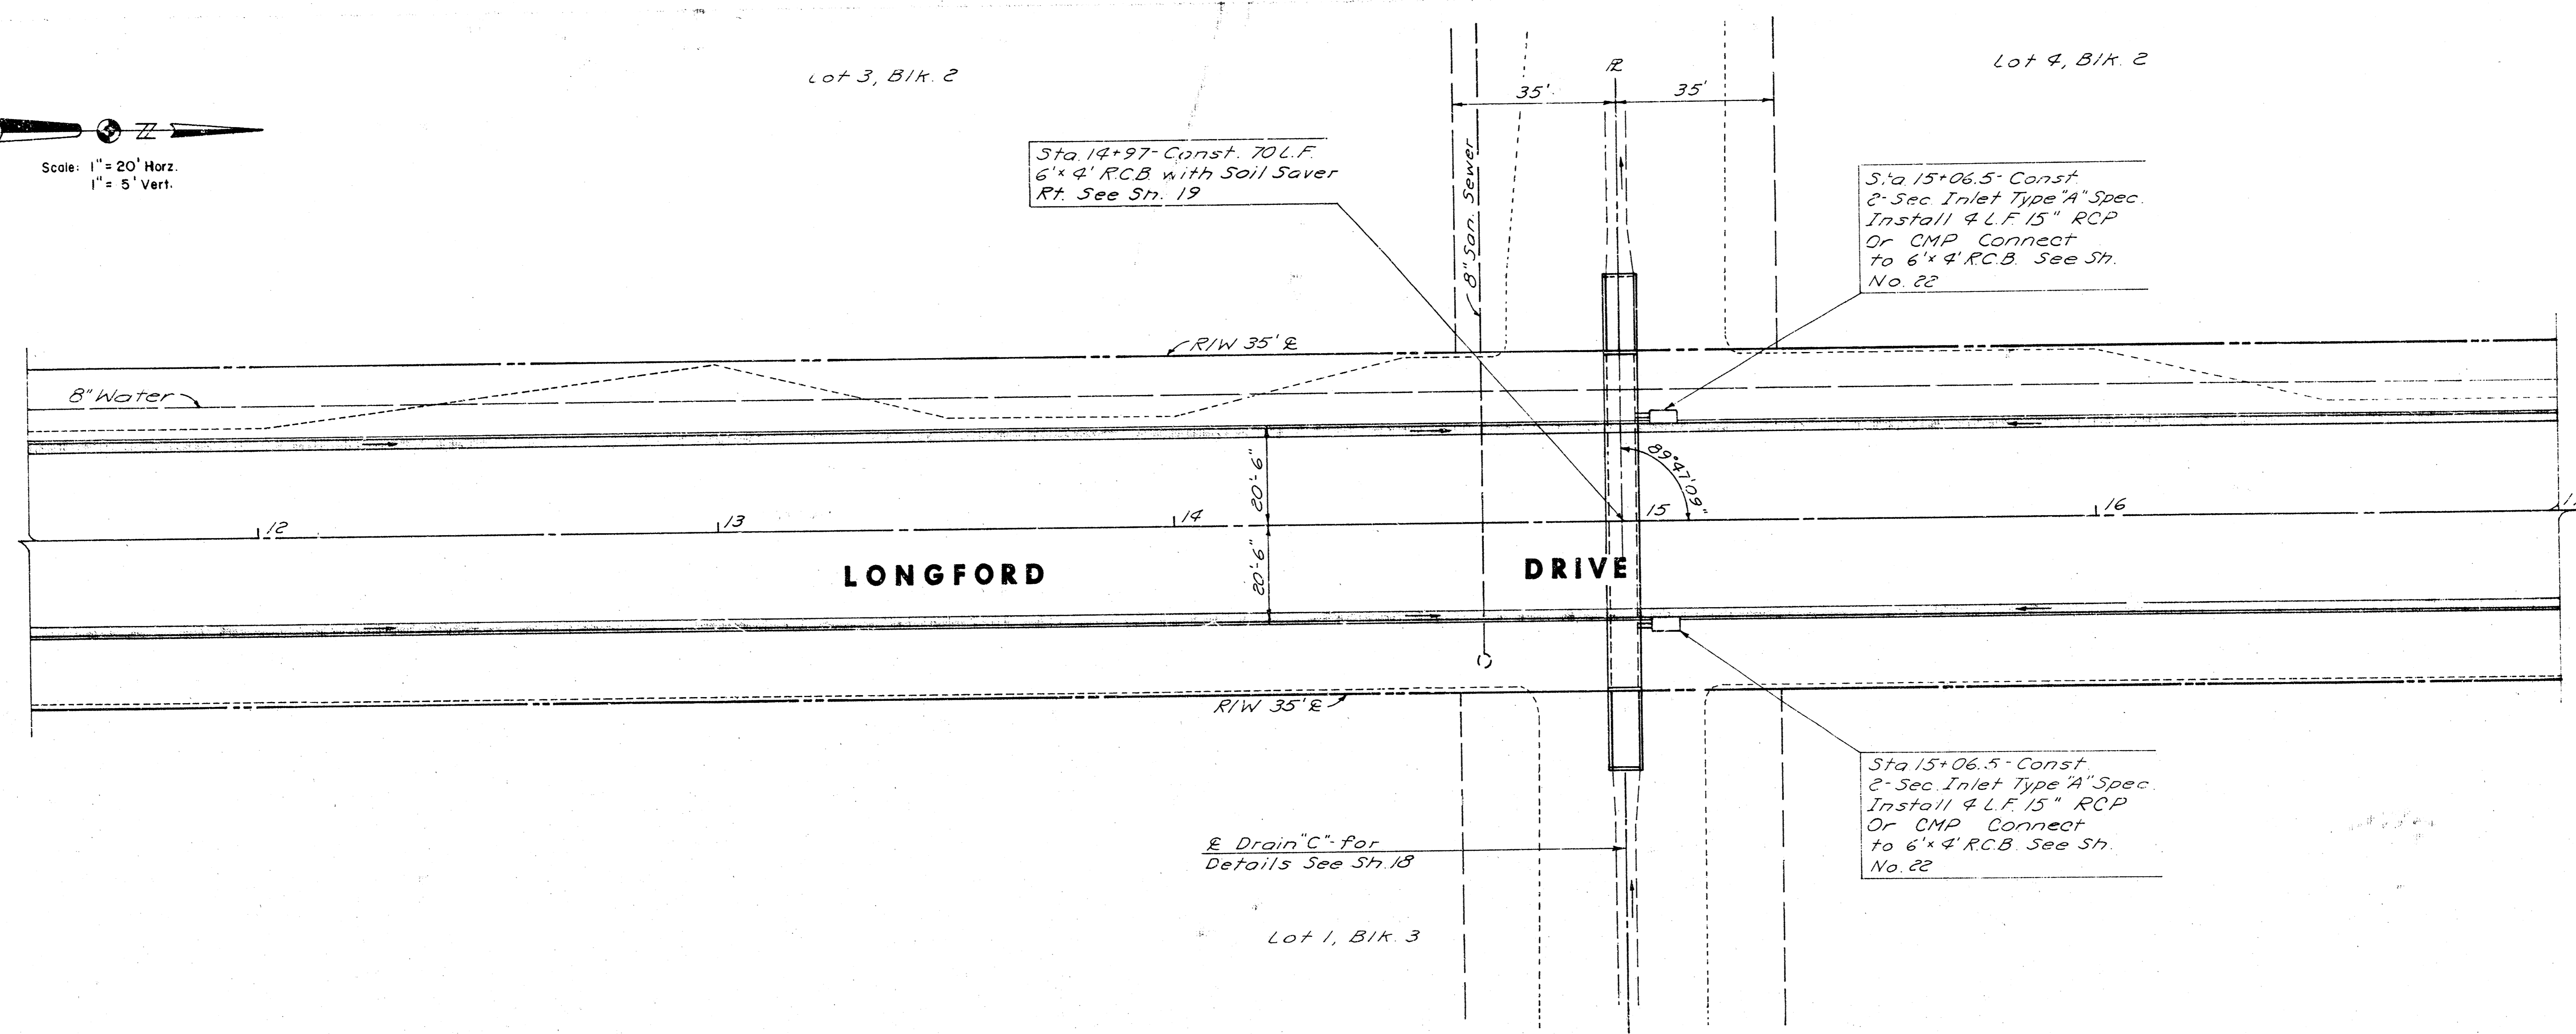 Lot 3, Blk. 2
Lot 4, Blk. 2
℄
35'
35'
N
Scale: 1" = 20' Horz.
1" = 5' Vert.
Sta. 14+97-Const. 70 L.F.
6'x 4' R.C.B. with Soil Saver
Rt. See Sh. 19
8" San. Sewer
Sta. 15+06.5-Const.
2-Sec. Inlet Type "A" Spec.
Install 4 L.F. 15" RCP
Or CMP Connect
to 6'x 4' R.C.B. See Sh.
No. 22
R/W 35' ℄
8" Water
20'-6"
89°47'09"
12
13
14
15
16
20'-6"
LONGFORD DRIVE
R/W 35' ℄
Sta 15+06.5-Const.
2-Sec. Inlet Type "A" Spec.
Install 4 L.F. 15" RCP
Or CMP Connect
to 6'x 4' R.C.B. See Sh.
No. 22
℄ Drain "C"-for
Details See Sh. 18
Lot 1, Blk. 3